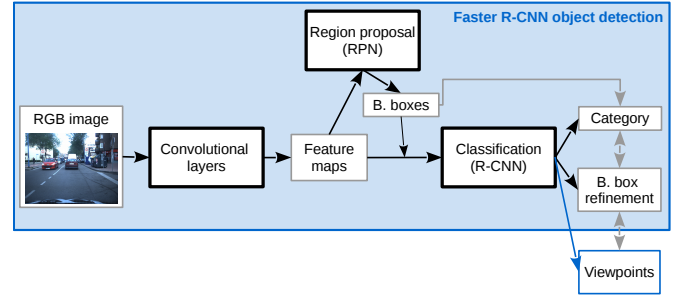 Faster R-CNN object detection
Region proposal
(RPN)
B. boxes
RGB image
Convolutional
layers
Feature
maps
Classification
(R-CNN)
Category
B. box
refinement
Viewpoints